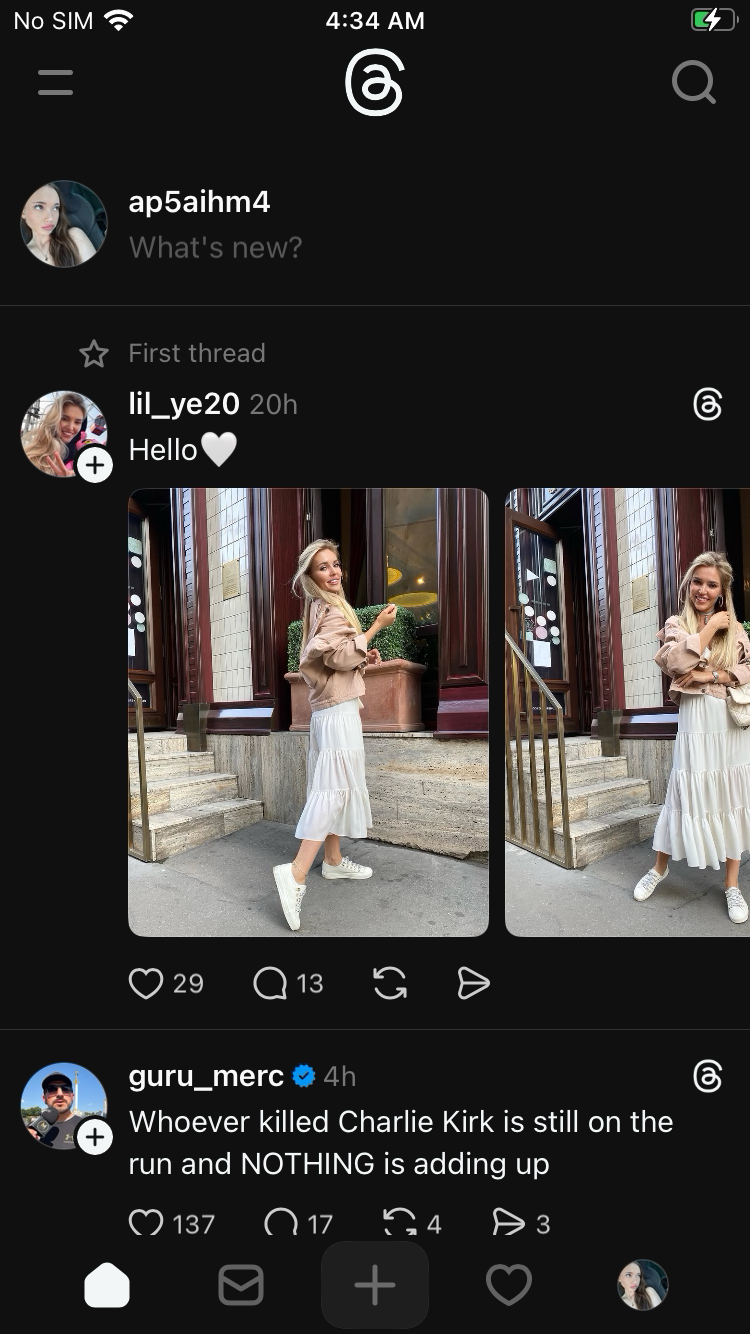 No SIM 4:34 AM
ap5aihm4
What's new?
First thread
lil_ye20 20h
Hello🤍
29 13
guru_merc 4h
Whoever killed Charlie Kirk is still on the
run and NOTHING is adding up
137 17 4 3